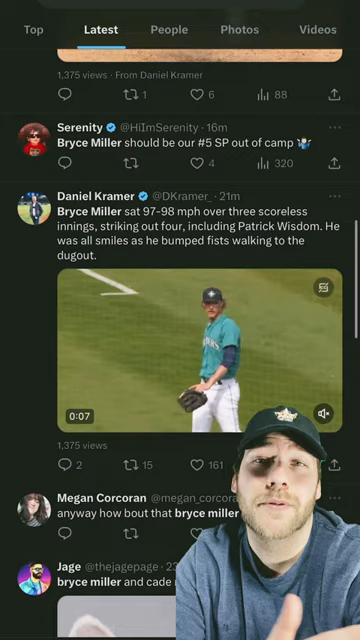 Top Latest People Photos Videos
1,375 views · From Daniel Kramer
1 6 88
Serenity @HiImSerenity · 16m
Bryce Miller should be our #5 SP out of camp 🤷🏻‍♂️
4 320
Daniel Kramer @DKramer_ · 21m
Bryce Miller sat 97-98 mph over three scoreless
innings, striking out four, including Patrick Wisdom. He
was all smiles as he bumped fists walking to the
dugout.
0:07
1,375 views
2 15 161
Megan Corcoran @megan_corcora
anyway how bout that bryce miller
Jage @thejagepage · 23
bryce miller and cade